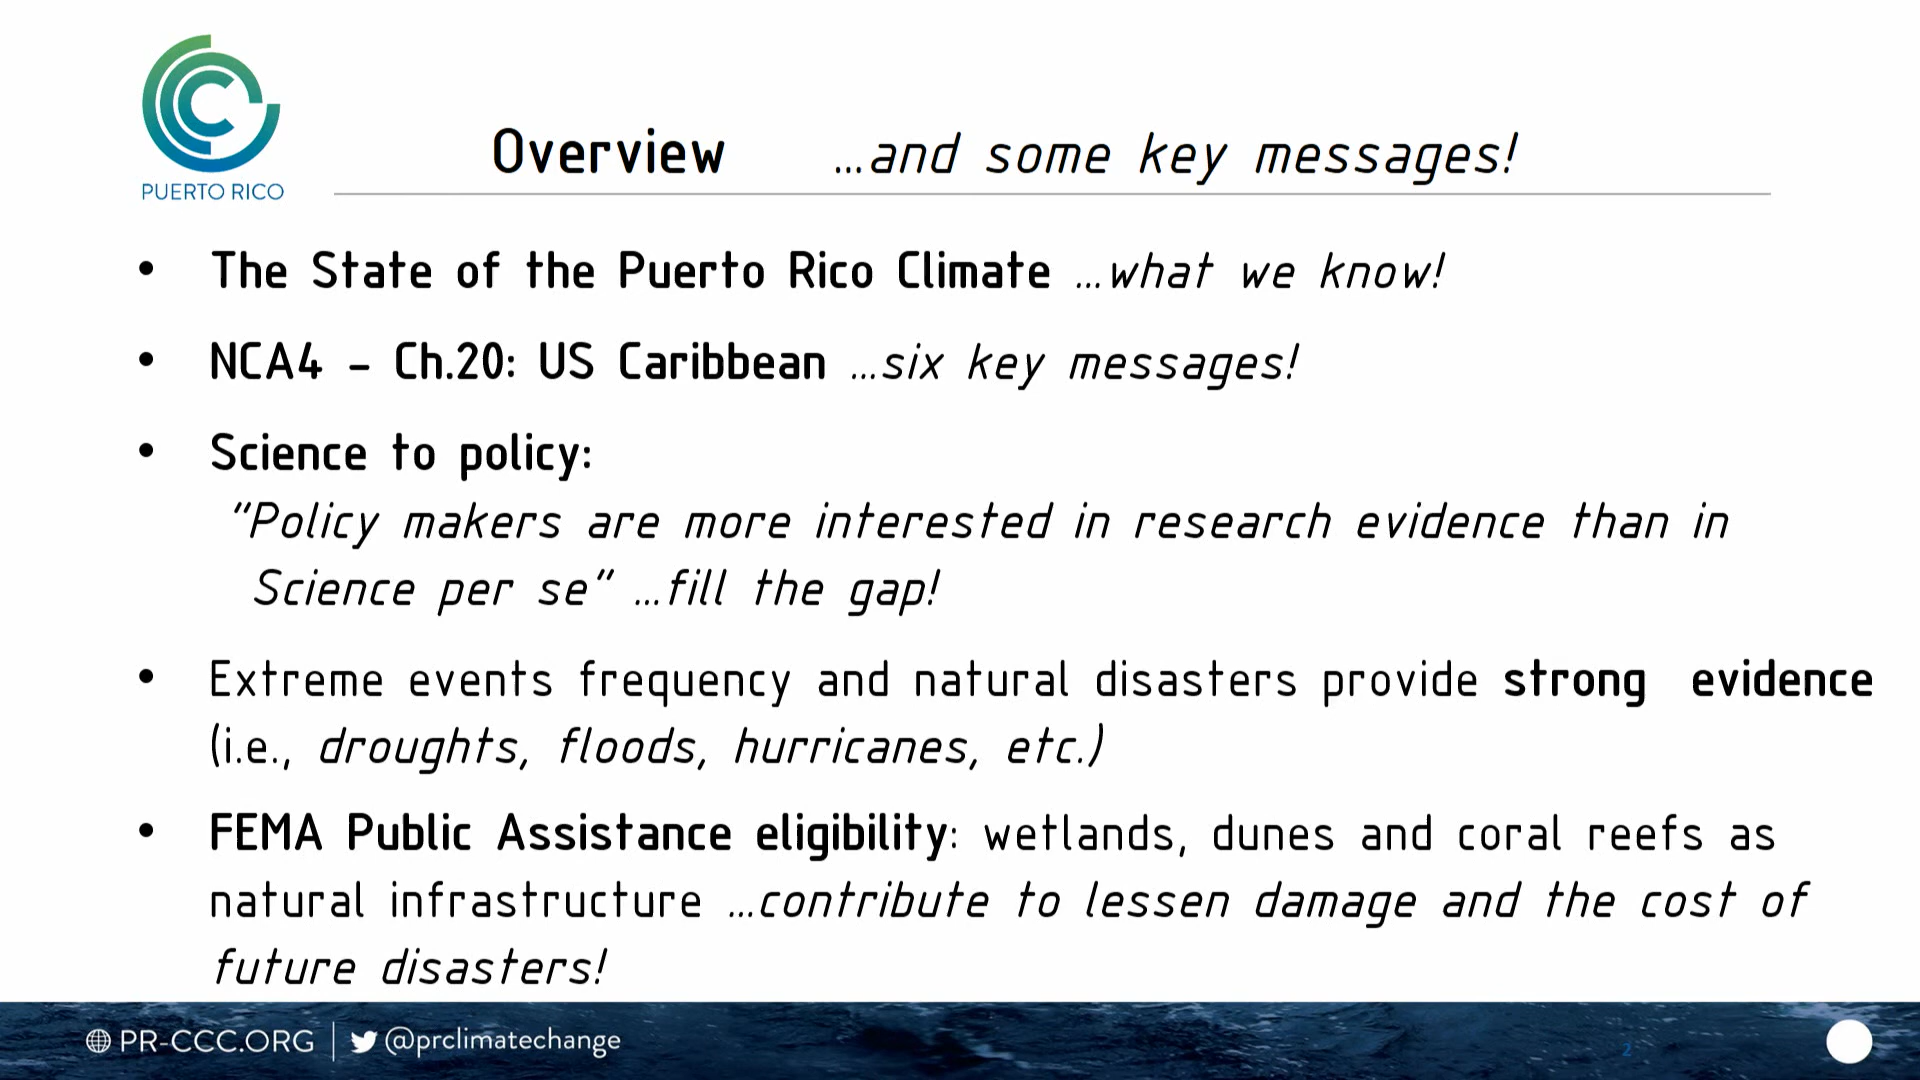 PUERTO RICO
Overview …and some key messages!
• The State of the Puerto Rico Climate …what we know!
• NCA4 – Ch.20: US Caribbean …six key messages!
• Science to policy:
"Policy makers are more interested in research evidence than in
Science per se" …fill the gap!
• Extreme events frequency and natural disasters provide strong evidence
(i.e., droughts, floods, hurricanes, etc.)
• FEMA Public Assistance eligibility: wetlands, dunes and coral reefs as
natural infrastructure …contribute to lessen damage and the cost of
future disasters!
PR-CCC.ORG | @prclimatechange
2